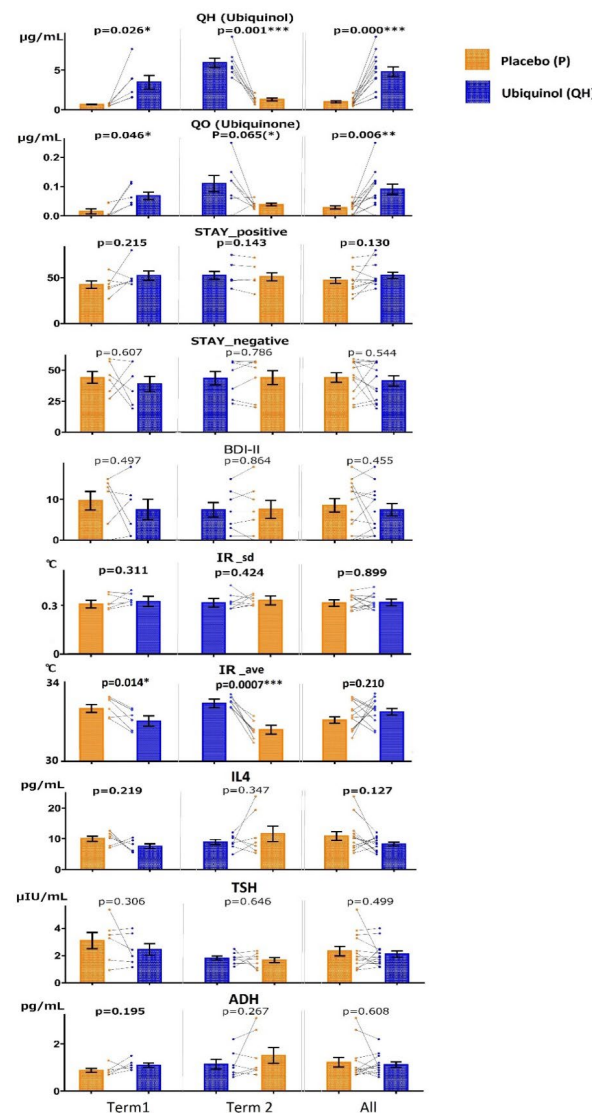 QH (Ubiquinol)
µg/mL
p=0.026* p=0.001*** p=0.000***
5
0
Placebo (P)
Ubiquinol (QH)
QO (Ubiquinone)
µg/mL
p=0.046* P=0.065(*) p=0.006**
0.2
0.1
0.0
STAY_positive
p=0.215 p=0.143 p=0.130
50
0
STAY_negative
p=0.607 p=0.786 p=0.544
50
25
0
BDI-II
p=0.497 p=0.864 p=0.455
10
0
IR_sd
℃
p=0.311 p=0.424 p=0.899
0.3
0
IR_ave
℃
p=0.014* p=0.0007*** p=0.210
34
30
IL4
pg/mL
p=0.219 p=0.347 p=0.127
20
10
0
TSH
µIU/mL
p=0.306 p=0.646 p=0.499
4
2
0
ADH
pg/mL
p=0.195 p=0.267 p=0.608
2
0
Term1 Term 2 All